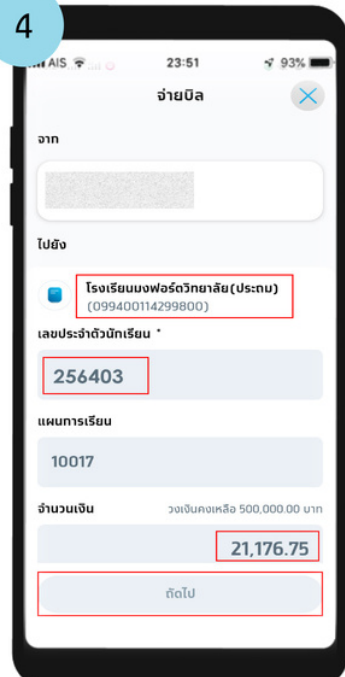 4
AIS 23:51 93%
จ่ายบิล
จาก
ไปยัง
โรงเรียนมงฟอร์ตวิทยาลัย(ประถม)
(099400114299800)
เลขประจำตัวนักเรียน *
256403
แผนการเรียน
10017
จำนวนเงิน วงเงินคงเหลือ 500,000.00 บาท
21,176.75
ถัดไป